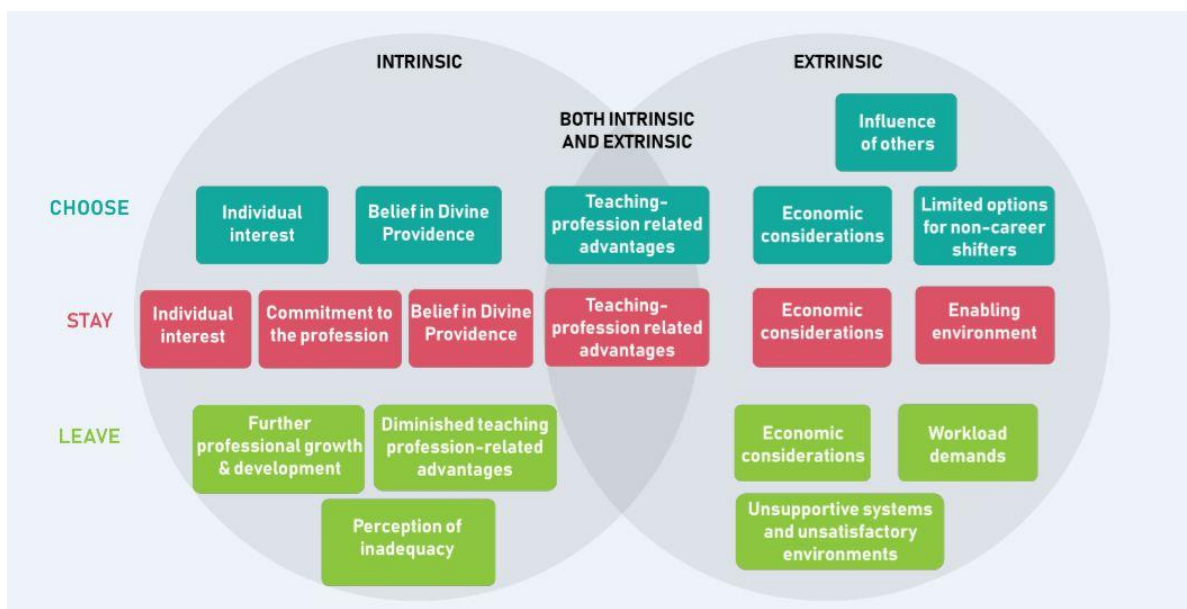 INTRINSIC
EXTRINSIC
BOTH INTRINSIC
AND EXTRINSIC
Influence
of others
CHOOSE
Individual
interest
Belief in Divine
Providence
Teaching-
profession related
advantages
Economic
considerations
Limited options
for non-career
shifters
STAY
Individual
interest
Commitment to
the profession
Belief in Divine
Providence
Teaching-
profession related
advantages
Economic
considerations
Enabling
environment
LEAVE
Further
professional growth
& development
Diminished teaching
profession-related
advantages
Economic
considerations
Workload
demands
Perception of
inadequacy
Unsupportive systems
and unsatisfactory
environments